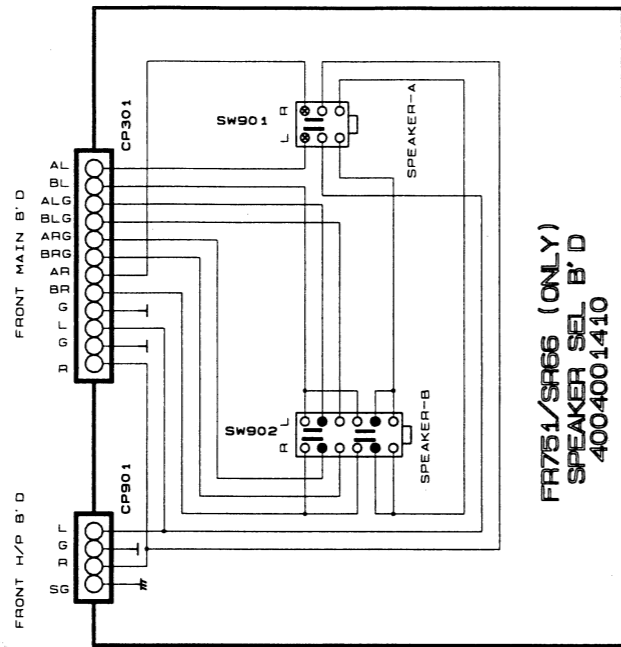 FRONT MAIN B'D
CP301
AL
BL
ALG
BLG
ARG
BRG
AR
BR
G
L
G
R
FRONT H/P B'D
CP901
L
G
R
SG
SW901
R
L
SPEAKER-A
SW902
L
R
SPEAKER-B
FR751/SR66 (ONLY)
SPEAKER SEL B'D
4004001410